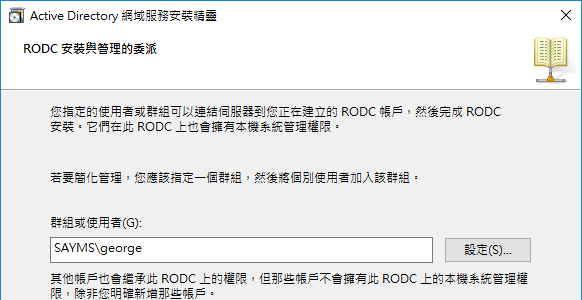 Active Directory 網域服務安裝精靈
RODC 安裝與管理的委派
您指定的使用者或群組可以連結伺服器到您正在建立的 RODC 帳戶，然後完成 RODC
安裝。它們在此 RODC 上也會擁有本機系統管理權限。
若要簡化管理，您應該指定一個群組，然後將個別使用者加入該群組。
群組或使用者(G):
SAYMS\george
設定(S)...
其他帳戶也會繼承此 RODC 上的權限，但那些帳戶不會擁有此 RODC 上的本機系統管理權
限，除非您明確新增那些帳戶。